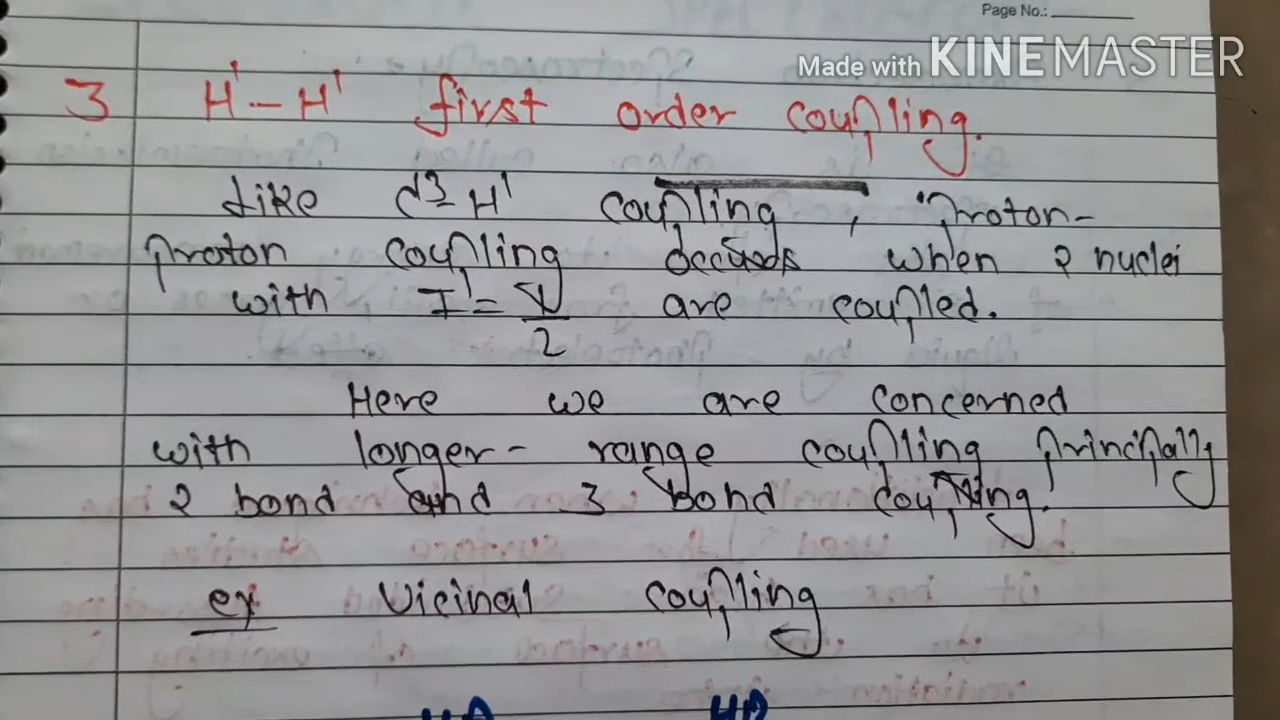 Page No.:
Made with KINEMASTER
3 H¹-H¹ first order coupling.
Like C¹³-H¹ coupling, proton-
proton coupling occurs when 2 nuclei
with I = 1/2 are coupled.
Here we are concerned
with longer-range coupling principally
2 bond and 3 bond coupling.
ex Vicinal coupling